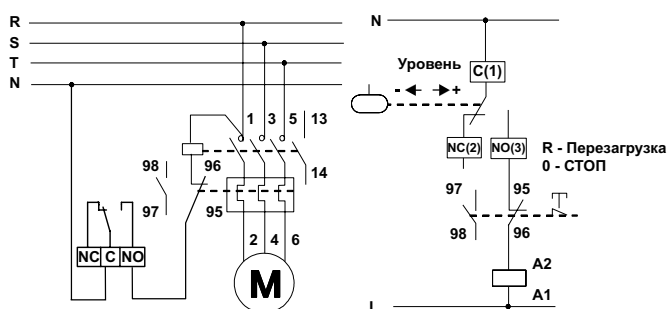 R
S
T
N
1 3 5 13
14
98
97
96
95
2 4 6
NC C NO
M
N
Уровень
C(1)
- +
NC(2) NO(3)
R - Перезагрузка
0 - СТОП
97 95
98 96
A2
A1
L